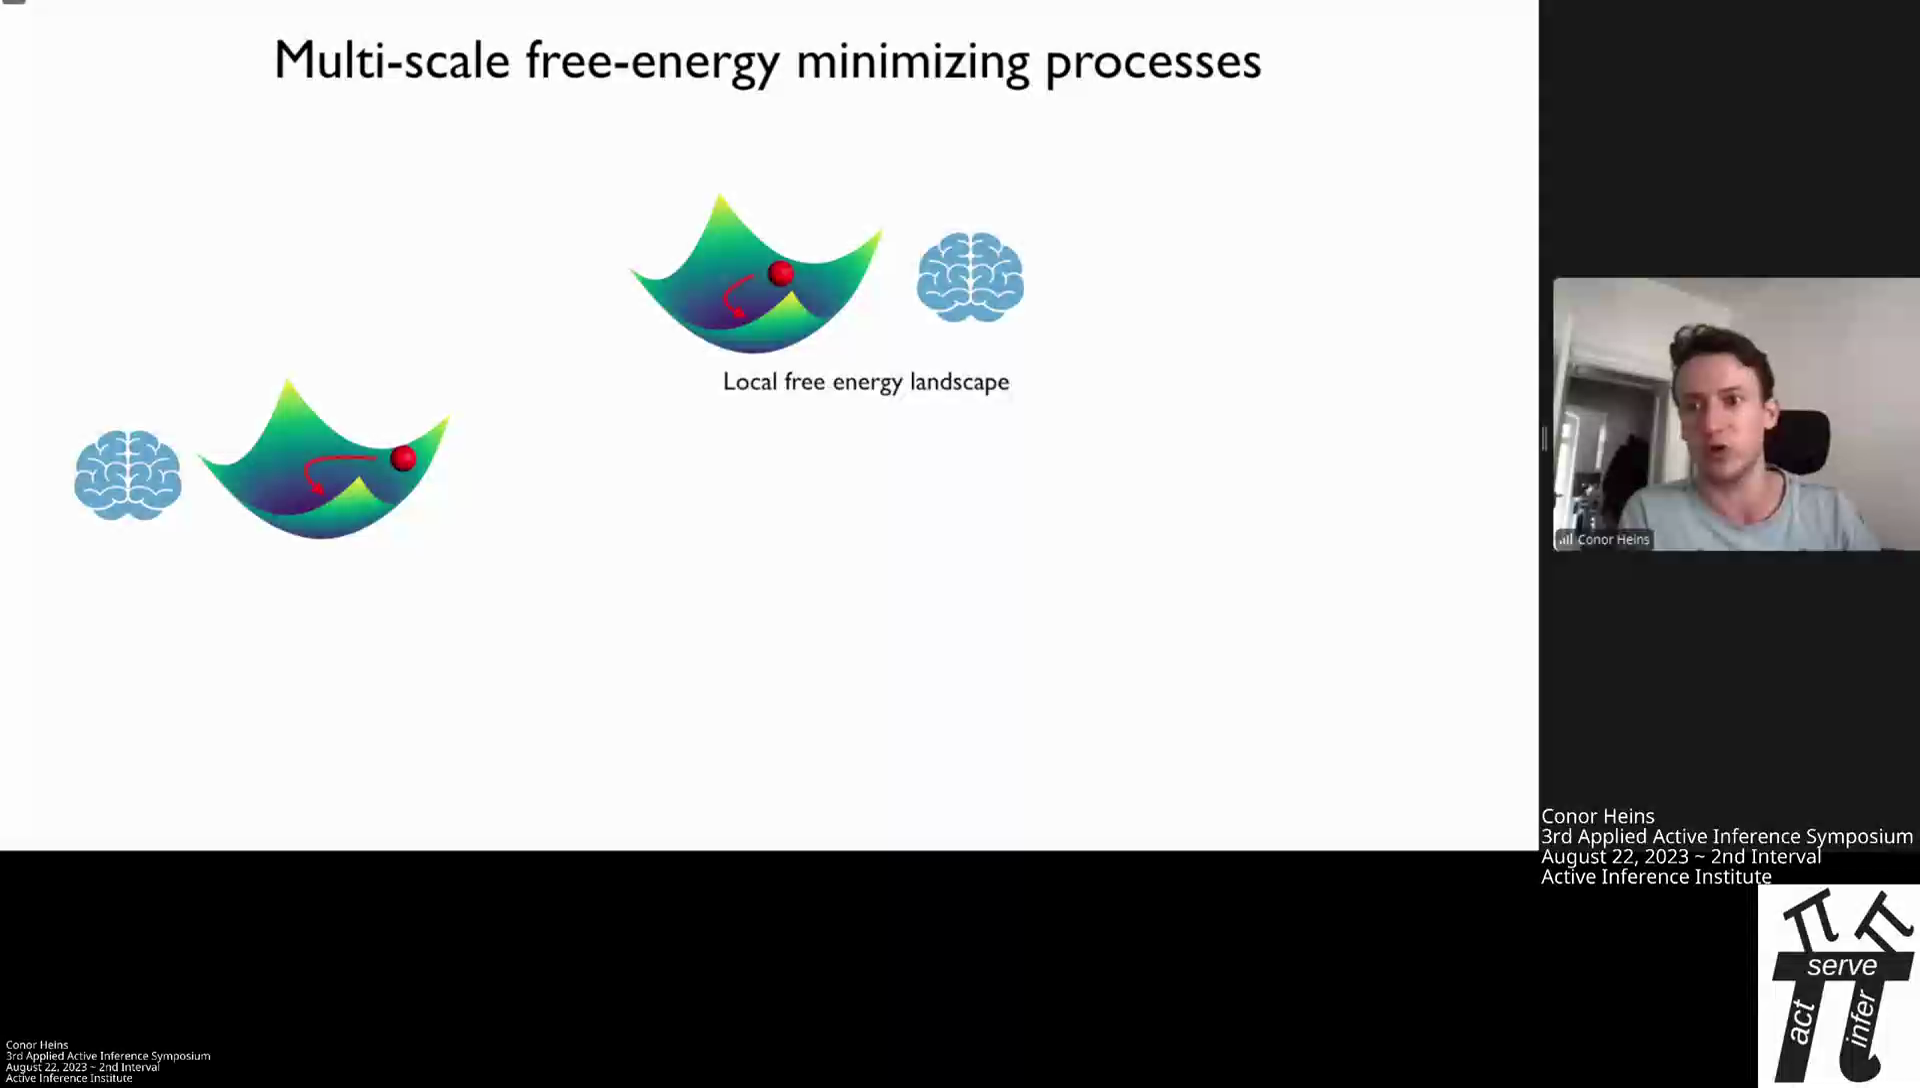 Multi-scale free-energy minimizing processes
Local free energy landscape
Conor Heins
Conor Heins
3rd Applied Active Inference Symposium
August 22, 2023 ~ 2nd Interval
Active Inference Institute
serve
act
infer
Conor Heins
3rd Applied Active Inference Symposium
August 22, 2023 ~ 2nd Interval
Active Inference Institute